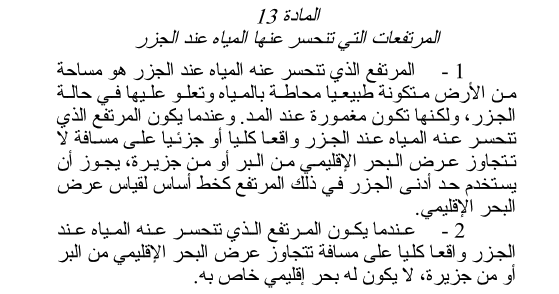 المادة 13
المرتفعات التي تنحسر عنها المياه عند الجزر
1 - المرتفع الذي تنحسر عنه المياه عند الجزر هو مساحة
من الأرض متكونة طبيعيا محاطة بالمياه وتعلو عليها في حالة
الجزر، ولكنها تكون مغمورة عند المد. وعندما يكون المرتفع الذي
تنحسر عنه المياه عند الجزر واقعا كليا أو جزئيا على مسافة لا
تتجاوز عرض البحر الإقليمي من البر أو من جزيرة، يجوز أن
يستخدم حد أدنى الجزر في ذلك المرتفع كخط أساس لقياس عرض
البحر الإقليمي.
2 - عندما يكون المرتفع الذي تنحسر عنه المياه عند
الجزر واقعا كليا على مسافة تتجاوز عرض البحر الإقليمي من البر
أو من جزيرة، لا يكون له بحر إقليمي خاص به.